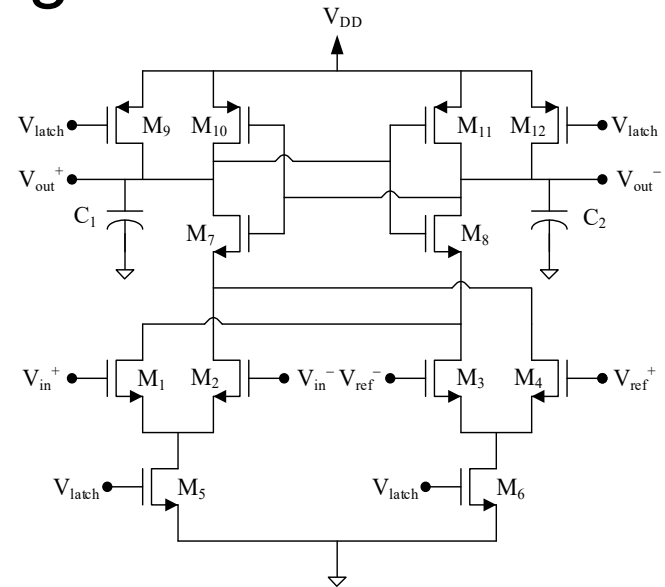 g
V_DD
V_latch M_9 M_10 M_11 M_12 V_latch
V_out^+ V_out^-
C_1 C_2
M_7 M_8
V_in^+ M_1 M_2 V_in^- V_ref^- M_3 M_4 V_ref^+
V_latch M_5 V_latch M_6